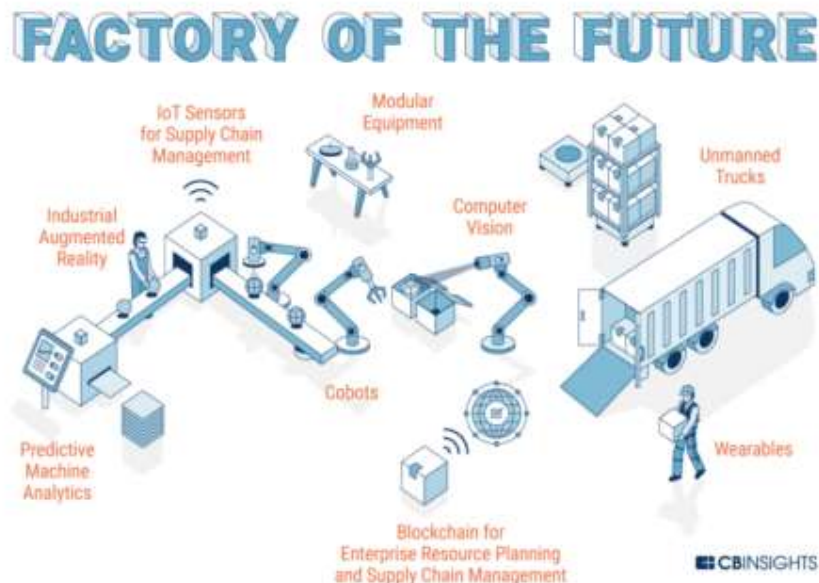 FACTORY OF THE FUTURE
IoT Sensors
for Supply Chain
Management
Modular
Equipment
Unmanned
Trucks
Industrial
Augmented
Reality
Computer
Vision
Cobots
Predictive
Machine
Analytics
Wearables
Blockchain for
Enterprise Resource Planning
and Supply Chain Management
CBINSIGHTS